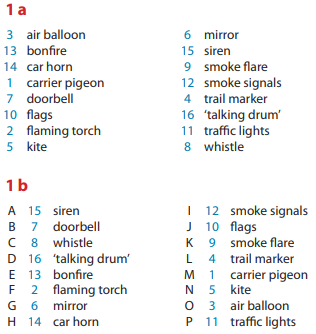 1 a
3 air balloon
13 bonfire
14 car horn
1 carrier pigeon
7 doorbell
10 flags
2 flaming torch
5 kite
6 mirror
15 siren
9 smoke flare
12 smoke signals
4 trail marker
16 ‘talking drum’
11 traffic lights
8 whistle
1 b
A 15 siren
B 7 doorbell
C 8 whistle
D 16 ‘talking drum’
E 13 bonfire
F 2 flaming torch
G 6 mirror
H 14 car horn
I 12 smoke signals
J 10 flags
K 9 smoke flare
L 4 trail marker
M 1 carrier pigeon
N 5 kite
O 3 air balloon
P 11 traffic lights